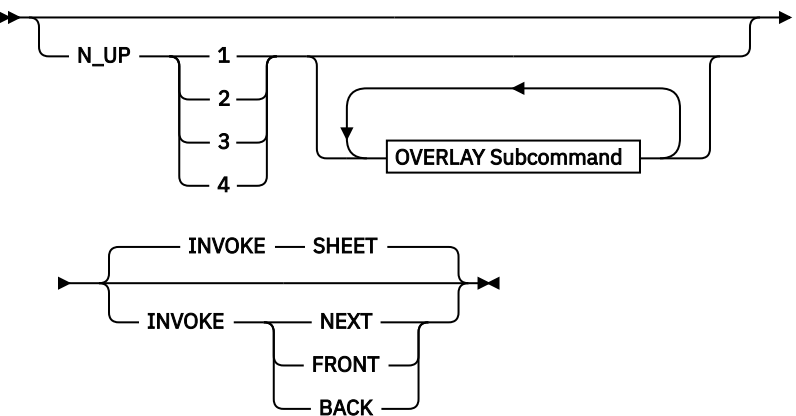 N_UP 1
2
3
OVERLAY Subcommand
4
INVOKE SHEET
INVOKE NEXT
FRONT
BACK